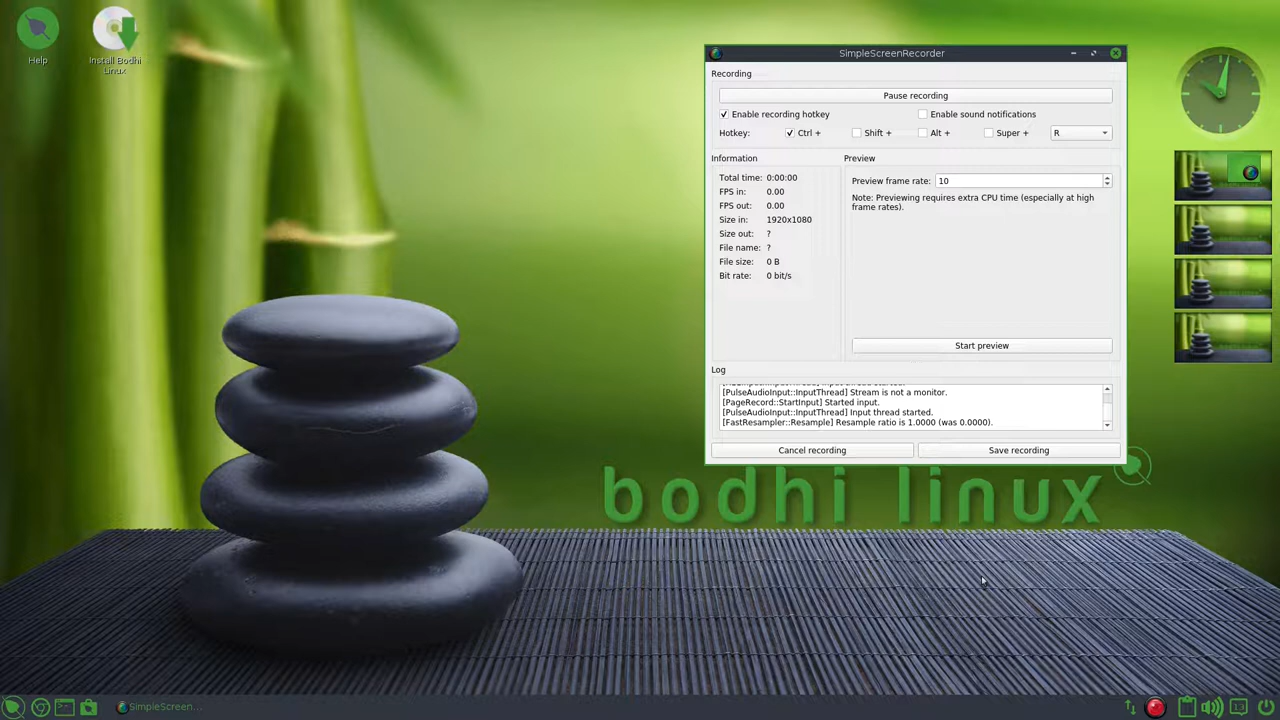 Help
Install Bodhi
Linux
SimpleScreenRecorder
Recording
Pause recording
Enable recording hotkey
Enable sound notifications
Hotkey:
Ctrl +
Shift +
Alt +
Super +
R
Information
Total time: 0:00:00
FPS in: 0.00
FPS out: 0.00
Size in: 1920x1080
Size out: ?
File name: ?
File size: 0 B
Bit rate: 0 bit/s
Preview
Preview frame rate: 10
Note: Previewing requires extra CPU time (especially at high
frame rates).
Start preview
Log
[PulseAudioInput::InputThread] Stream is not a monitor.
[PageRecord::StartInput] Started input.
[PulseAudioInput::InputThread] Input thread started.
[FastResampler::Resample] Resample ratio is 1.0000 (was 0.0000).
Cancel recording
Save recording
bodhi linux
SimpleScreen...
13